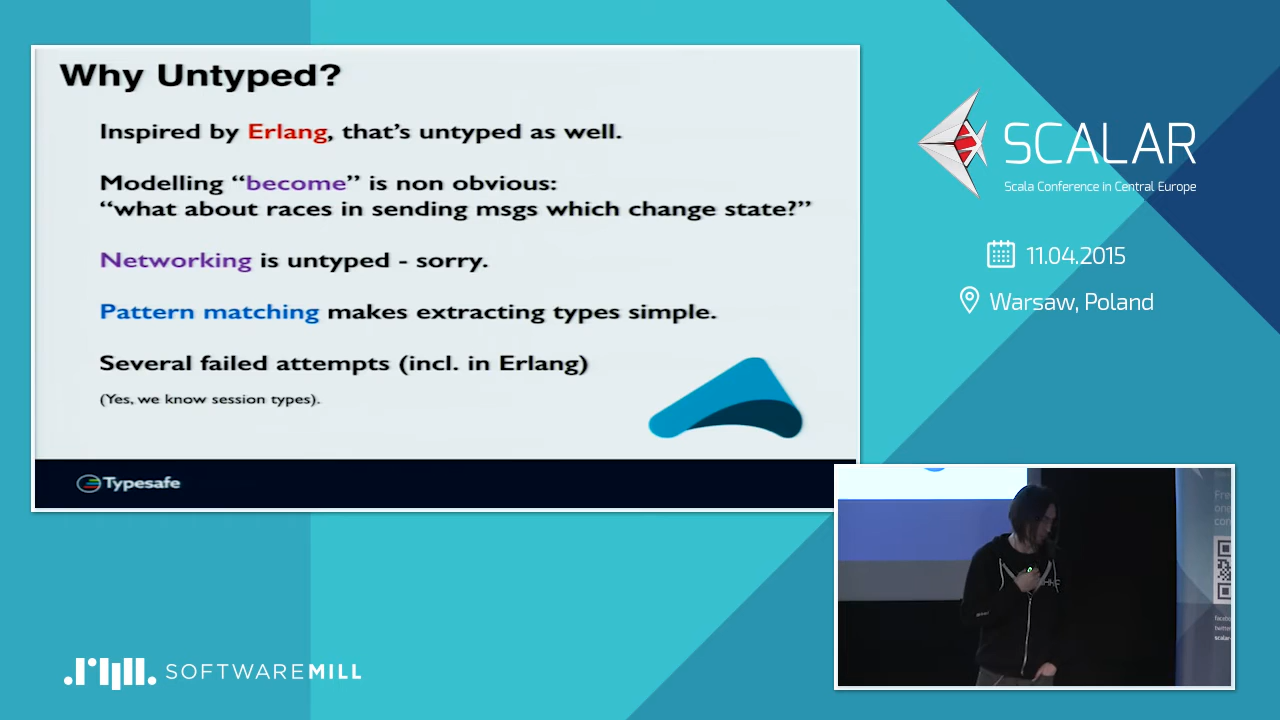 Why Untyped?
Inspired by Erlang, that's untyped as well.
Modelling “become” is non obvious:
“what about races in sending msgs which change state?”
Networking is untyped - sorry.
Pattern matching makes extracting types simple.
Several failed attempts (incl. in Erlang)
(Yes, we know session types).
Typesafe
SCALAR
Scala Conference in Central Europe
11.04.2015
Warsaw, Poland
SOFTWAREMILL